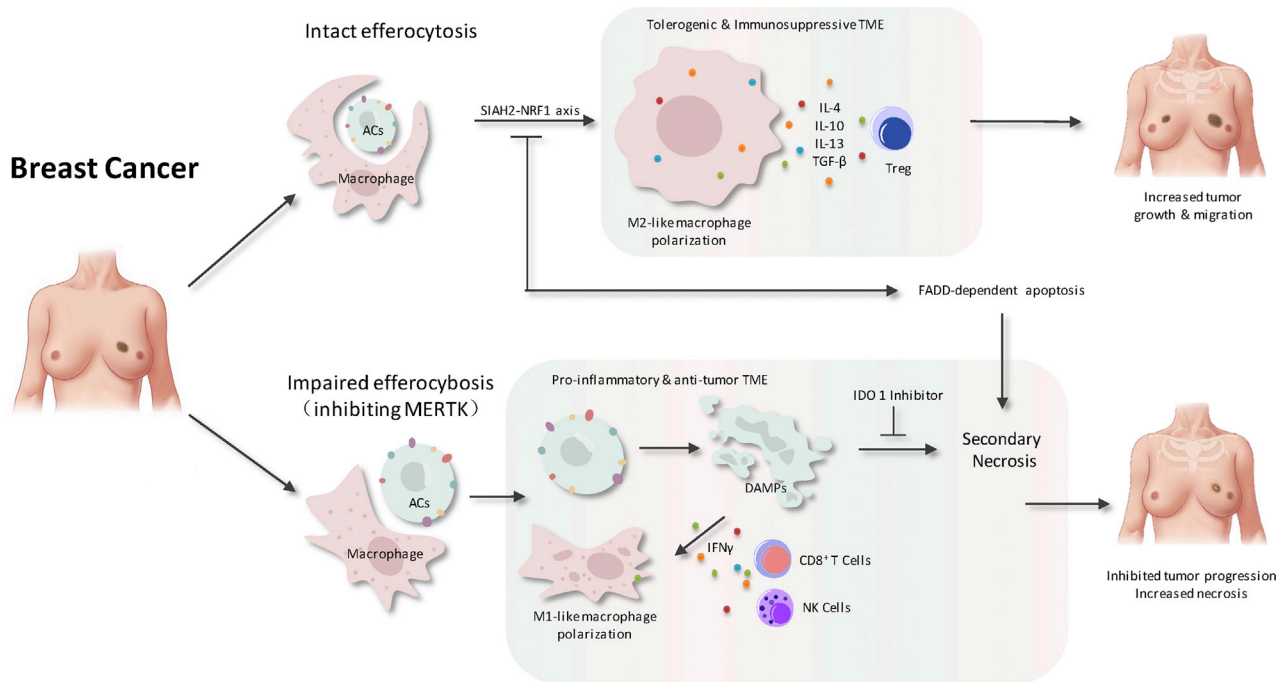 Breast Cancer
Intact efferocytosis
ACs
Macrophage
SIAH2-NRF1 axis
Tolerogenic & Immunosuppressive TME
IL-4
IL-10
IL-13
TGF-β
Treg
M2-like macrophage
polarization
Increased tumor
growth & migration
FADD-dependent apoptosis
Impaired efferocybosis
（inhibiting MERTK）
ACs
Macrophage
Pro-inflammatory & anti-tumor TME
DAMPs
IDO 1 Inhibitor
Secondary
Necrosis
IFNγ
CD8⁺ T Cells
NK Cells
M1-like macrophage
polarization
Inhibited tumor progression
Increased necrosis